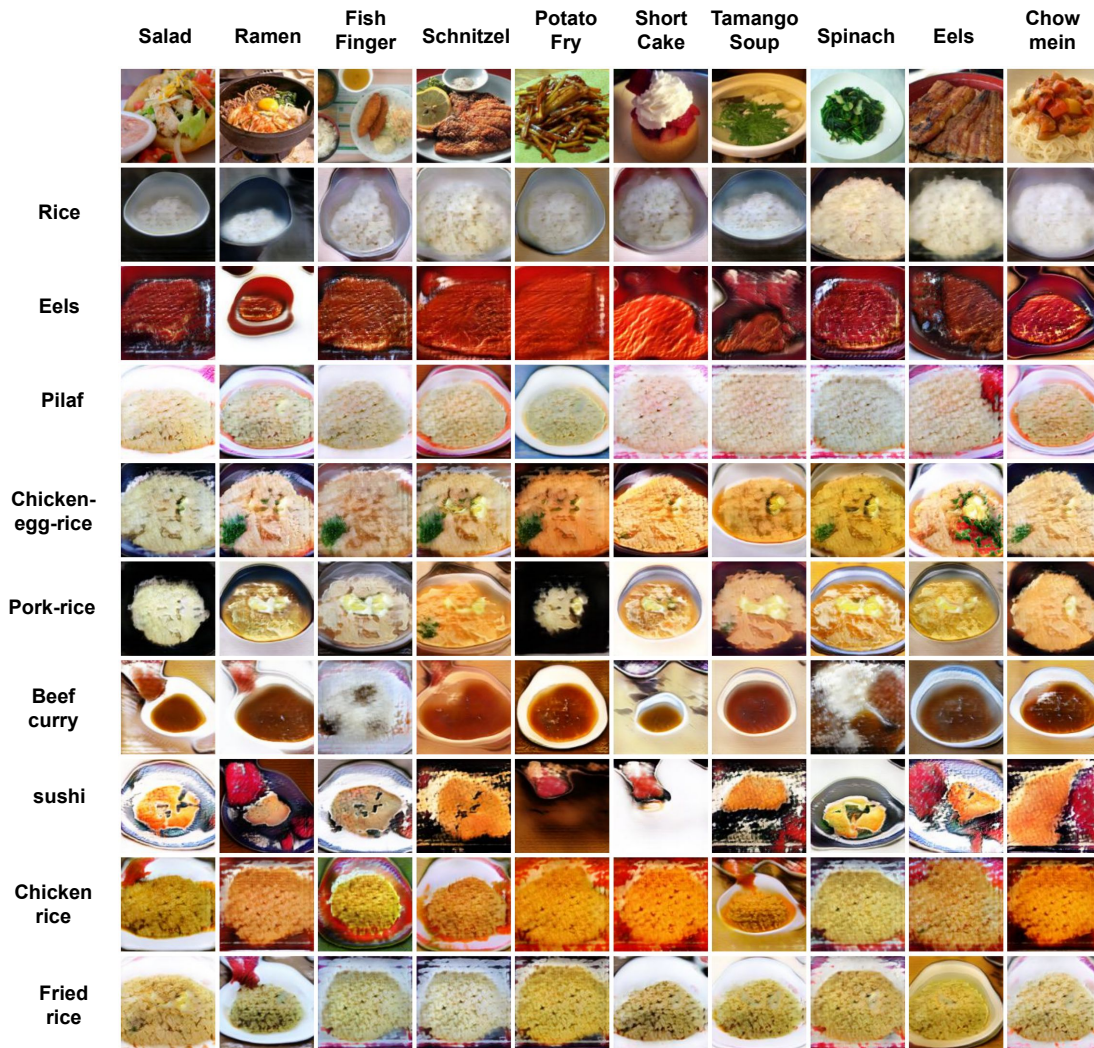 Salad
Ramen
Fish
Finger
Schnitzel
Potato
Fry
Short
Cake
Tamango
Soup
Spinach
Eels
Chow
mein
Rice
Eels
Pilaf
Chicken-
egg-rice
Pork-rice
Beef
curry
sushi
Chicken
rice
Fried
rice